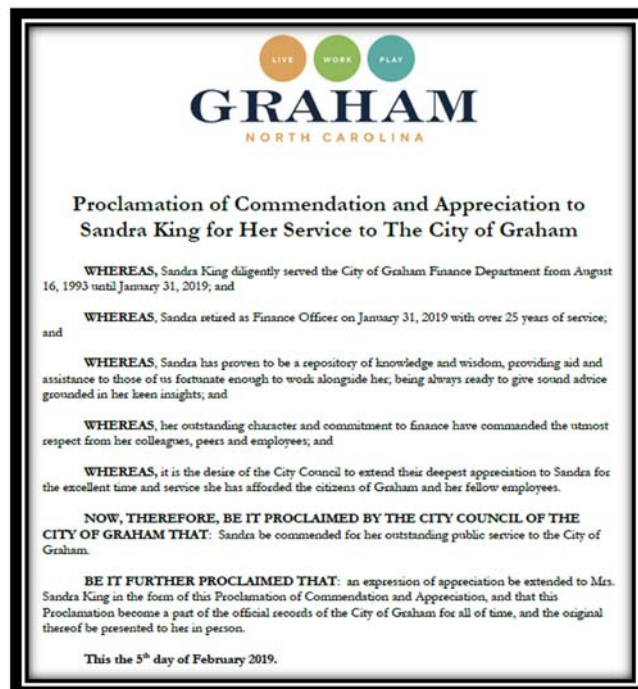 LIVE WORK PLAY
GRAHAM
NORTH CAROLINA
Proclamation of Commendation and Appreciation to
Sandra King for Her Service to The City of Graham
WHEREAS, Sandra King diligently served the City of Graham Finance Department from August
16, 1993 until January 31, 2019; and
WHEREAS, Sandra retired as Finance Officer on January 31, 2019 with over 25 years of service;
and
WHEREAS, Sandra has proven to be a repository of knowledge and wisdom, providing aid and
assistance to those of us fortunate enough to work alongside her; being always ready to give sound advice
grounded in her keen insights; and
WHEREAS, her outstanding character and commitment to finance have commanded the utmost
respect from her colleagues, peers and employees; and
WHEREAS, it is the desire of the City Council to extend their deepest appreciation to Sandra for
the excellent time and service she has afforded the citizens of Graham and her fellow employees.
NOW, THEREFORE, BE IT PROCLAIMED BY THE CITY COUNCIL OF THE
CITY OF GRAHAM THAT: Sandra be commended for her outstanding public service to the City of
Graham.
BE IT FURTHER PROCLAIMED THAT: an expression of appreciation be extended to Mrs.
Sandra King in the form of this Proclamation of Commendation and Appreciation, and that this
Proclamation become a part of the official records of the City of Graham for all of time, and the original
thereof be presented to her in person.
This the 5th day of February 2019.